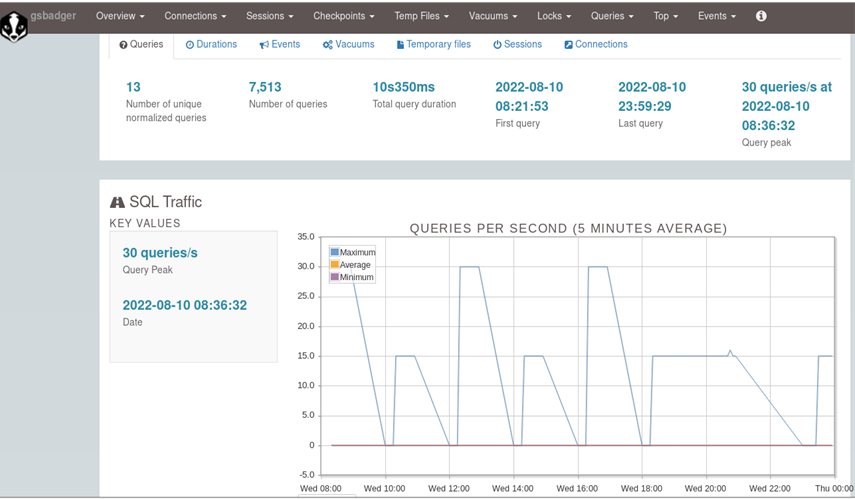 gsbadger Overview Connections Sessions Checkpoints Temp Files Vacuums Locks Queries Top Events
Queries Durations Events Vacuums Temporary files Sessions Connections
13
Number of unique
normalized queries
7,513
Number of queries
10s350ms
Total query duration
2022-08-10
08:21:53
First query
2022-08-10
23:59:29
Last query
30 queries/s at
2022-08-10
08:36:32
Query peak
SQL Traffic
KEY VALUES
30 queries/s
Query Peak
2022-08-10 08:36:32
Date
QUERIES PER SECOND (5 MINUTES AVERAGE)
Maximum
Average
Minimum
35.0
30.0
25.0
20.0
15.0
10.0
5.0
0
-5.0
Wed 08:00 Wed 10:00 Wed 12:00 Wed 14:00 Wed 16:00 Wed 18:00 Wed 20:00 Wed 22:00 Thu 00:00